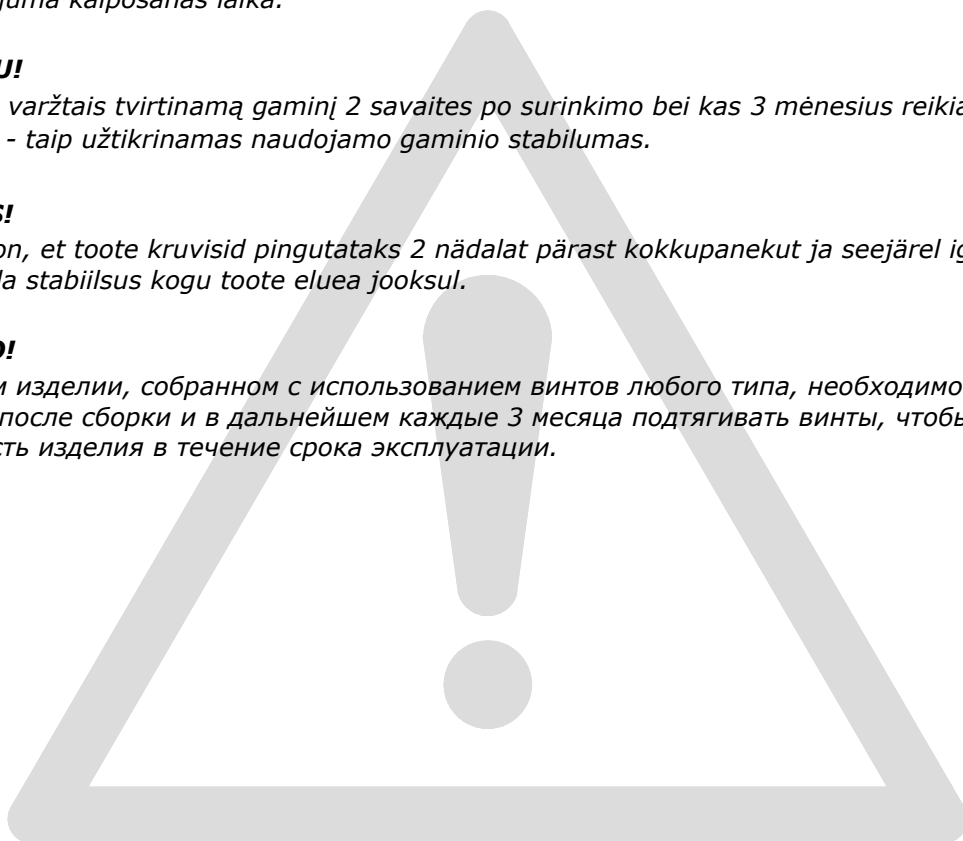 kalpošanas laikā.
U!
varžtais tvirtinamą gaminį 2 savaites po surinkimo bei kas 3 mėnesius reikia
- taip užtikrinamas naudojamo gaminio stabilumas.
S!
on, et toote kruvisid pingutataks 2 nädalat pärast kokkupanekut ja seejärel ig
da stabiilsus kogu toote eluea jooksul.
О!
м изделии, собранном с использованием винтов любого типа, необходимо
после сборки и в дальнейшем каждые 3 месяца подтягивать винты, чтобы
сть изделия в течение срока эксплуатации.